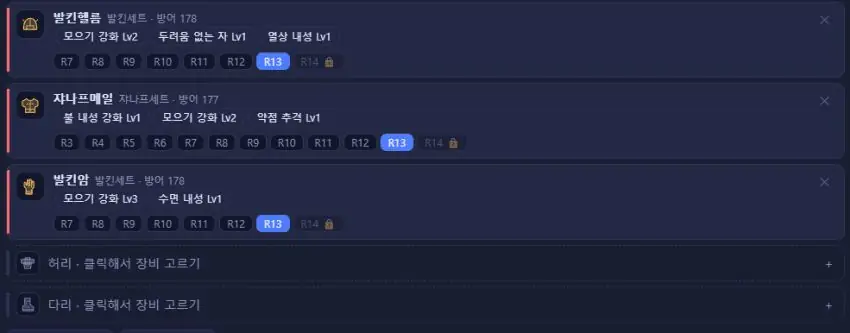 발킨헬름 발킨세트 · 방어 178
모으기 강화 Lv2 두려움 없는 자 Lv1 열상 내성 Lv1
R7 R8 R9 R10 R11 R12 R13 R14
쟈나프메일 쟈나프세트 · 방어 177
불 내성 강화 Lv1 모으기 강화 Lv2 약점 추격 Lv1
R3 R4 R5 R6 R7 R8 R9 R10 R11 R12 R13 R14
발킨암 발킨세트 · 방어 178
모으기 강화 Lv3 수면 내성 Lv1
R7 R8 R9 R10 R11 R12 R13 R14
허리 · 클릭해서 장비 고르기 +
다리 · 클릭해서 장비 고르기 +